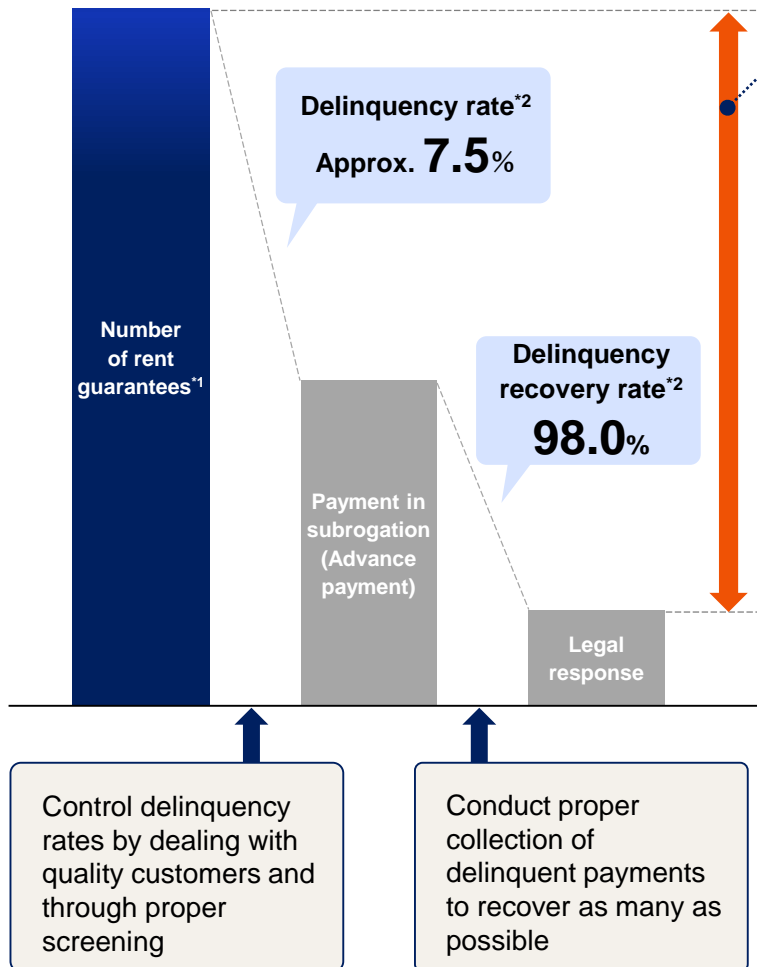 Delinquency rate*2
Approx. 7.5%
Number
of rent
guarantees*1
Delinquency
recovery rate*2
98.0%
Payment in
subrogation
(Advance
payment)
Legal
response
Control delinquency
rates by dealing with
quality customers and
through proper
screening
Conduct proper
collection of
delinquent payments
to recover as many as
possible